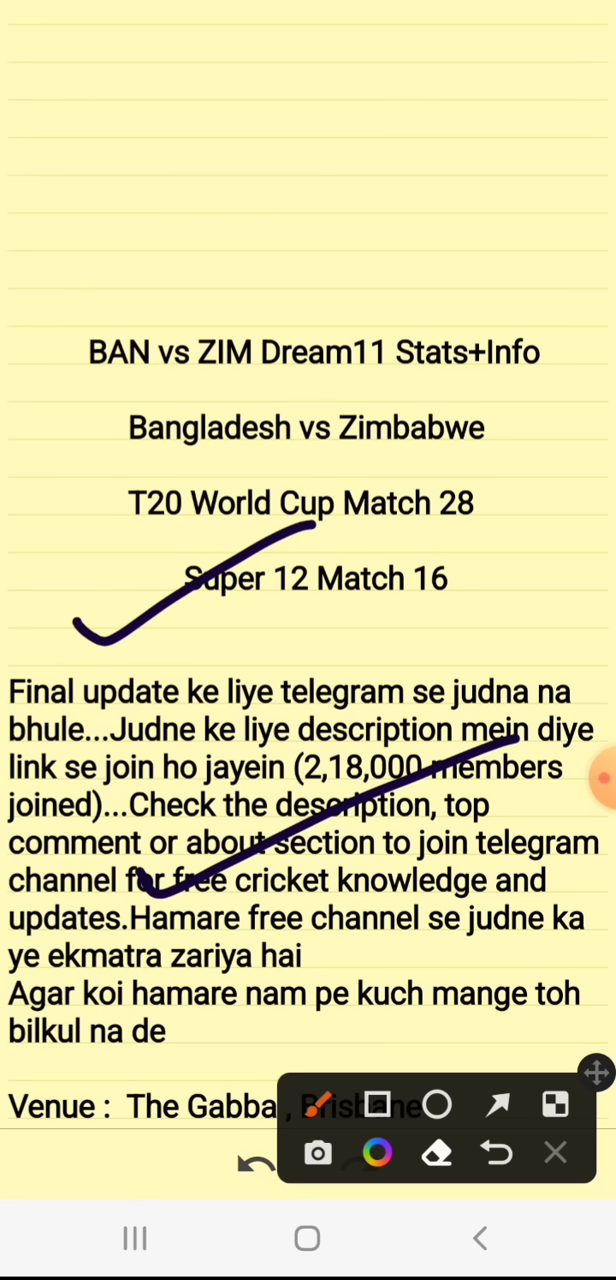 BAN vs ZIM Dream11 Stats+Info
Bangladesh vs Zimbabwe
T20 World Cup Match 28
Super 12 Match 16
Final update ke liye telegram se judna na
bhule...Judne ke liye description mein diye
link se join ho jayein (2,18,000 members
joined)...Check the description, top
comment or about section to join telegram
channel for free cricket knowledge and
updates.Hamare free channel se judne ka
ye ekmatra zariya hai
Agar koi hamare nam pe kuch mange toh
bilkul na de
Venue : The Gabba , Brisbane